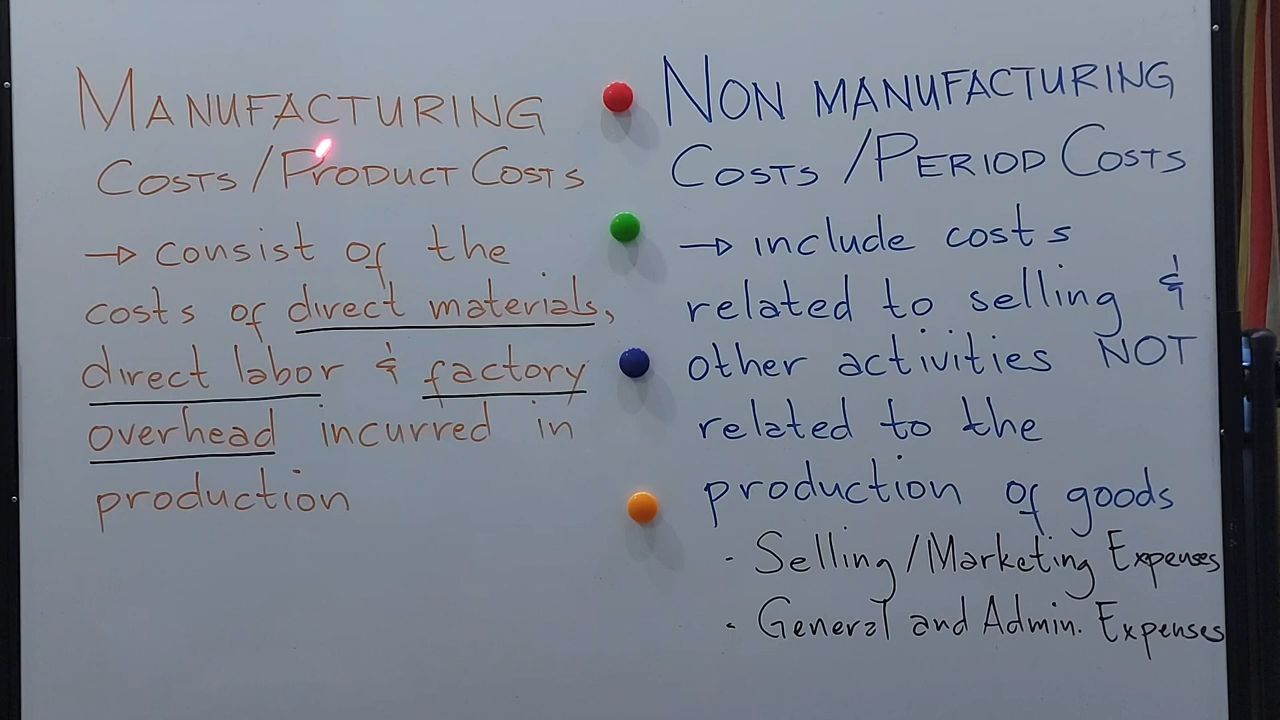 MANUFACTURING
COSTS/PRODUCT COSTS
→ consist of the
costs of direct materials,
direct labor & factory
overhead incurred in
production
NON MANUFACTURING
COSTS/PERIOD COSTS
→ include costs
related to selling &
other activities NOT
related to the
production of goods
- Selling/Marketing Expenses
- General and Admin. Expenses